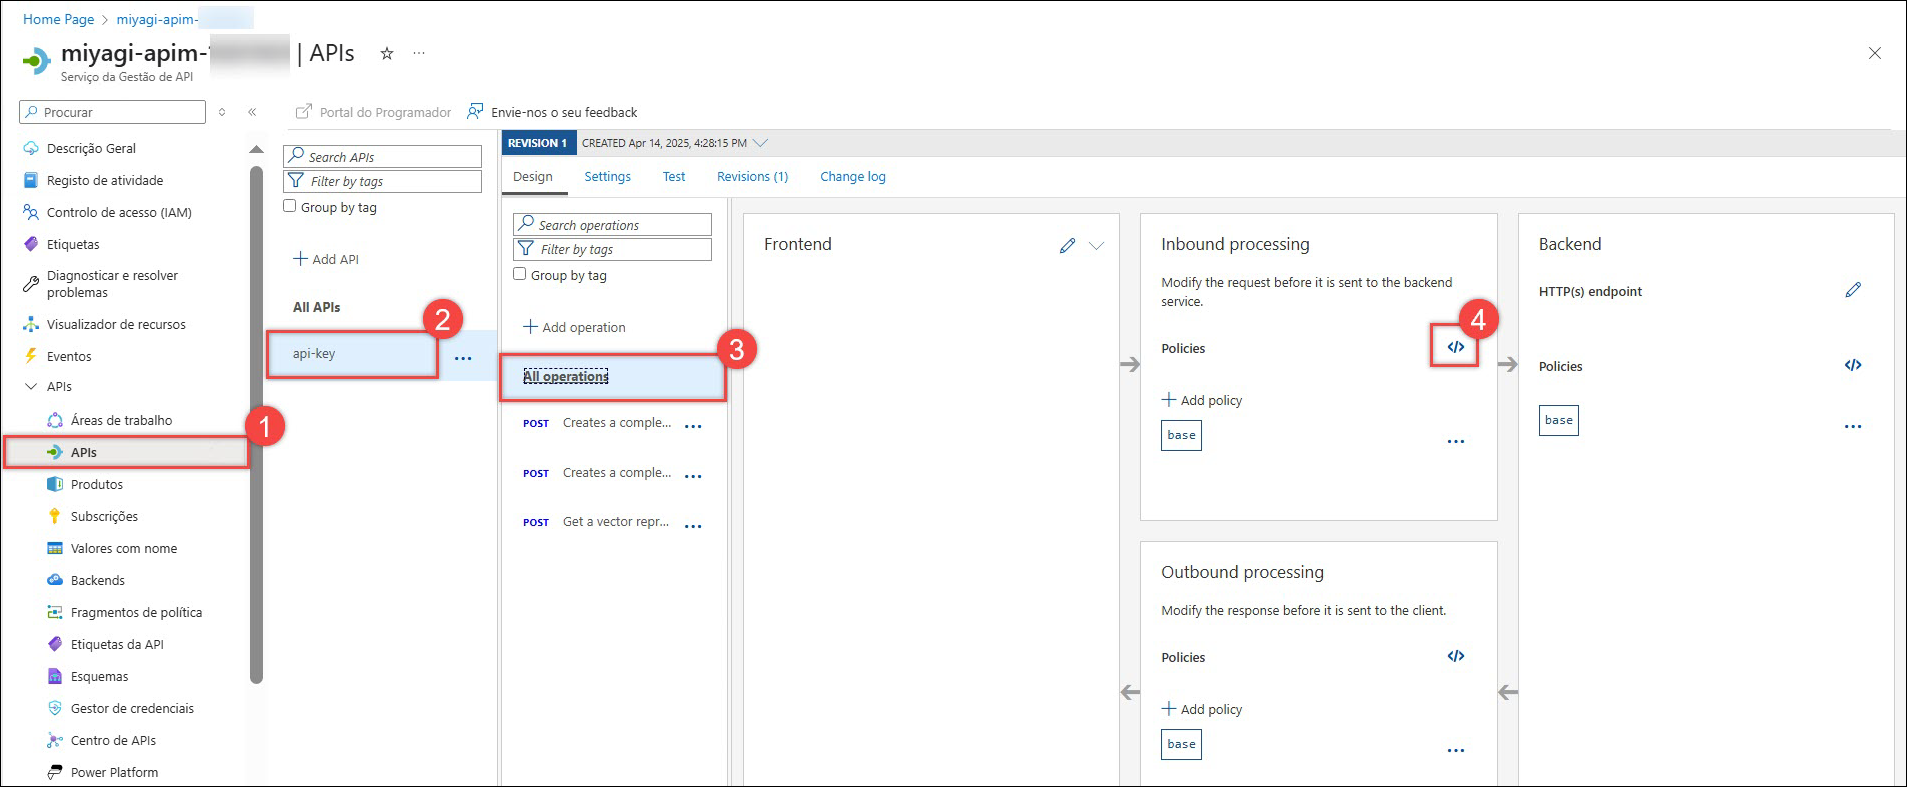 Home Page > miyagi-apim-
miyagi-apim- | APIs
Serviço da Gestão de API
Procurar
Portal do Programador
Envie-nos o seu feedback
Descrição Geral
Registo de atividade
Controlo de acesso (IAM)
Etiquetas
Diagnosticar e resolver
problemas
Visualizador de recursos
Eventos
APIs
Áreas de trabalho
APIs
1
Produtos
Subscrições
Valores com nome
Backends
Fragmentos de política
Etiquetas da API
Esquemas
Gestor de credenciais
Centro de APIs
Power Platform
Search APIs
Filter by tags
Group by tag
Add API
All APIs
api-key
2
REVISION 1
CREATED Apr 14, 2025, 4:28:15 PM
Design
Settings
Test
Revisions (1)
Change log
Search operations
Filter by tags
Group by tag
Add operation
All operations
3
POST Creates a comple...
POST Creates a comple...
POST Get a vector repr...
Frontend
Inbound processing
Modify the request before it is sent to the backend
service.
Policies
</>
4
Add policy
base
Outbound processing
Modify the response before it is sent to the client.
Policies
</>
Add policy
base
Backend
HTTP(s) endpoint
Policies
</>
base